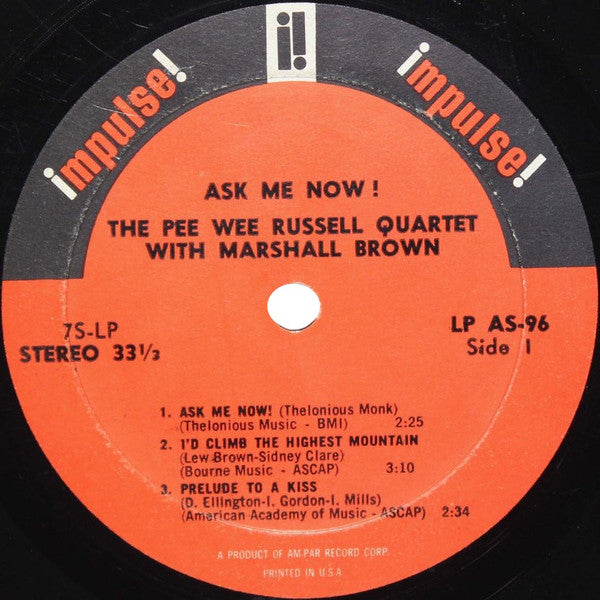 impulse!
i!
impulse!
ASK ME NOW!
THE PEE WEE RUSSELL QUARTET
WITH MARSHALL BROWN
7S-LP
STEREO 33⅓
LP AS-96
Side 1
1. ASK ME NOW! (Thelonious Monk)
(Thelonious Music - BMI) 2:25
2. I'D CLIMB THE HIGHEST MOUNTAIN
(Lew Brown-Sidney Clare)
(Bourne Music - ASCAP) 3:10
3. PRELUDE TO A KISS
(D. Ellington-I. Gordon-I. Mills)
(American Academy of Music - ASCAP) 2:34
A PRODUCT OF AM-PAR RECORD CORP.
PRINTED IN U.S.A.